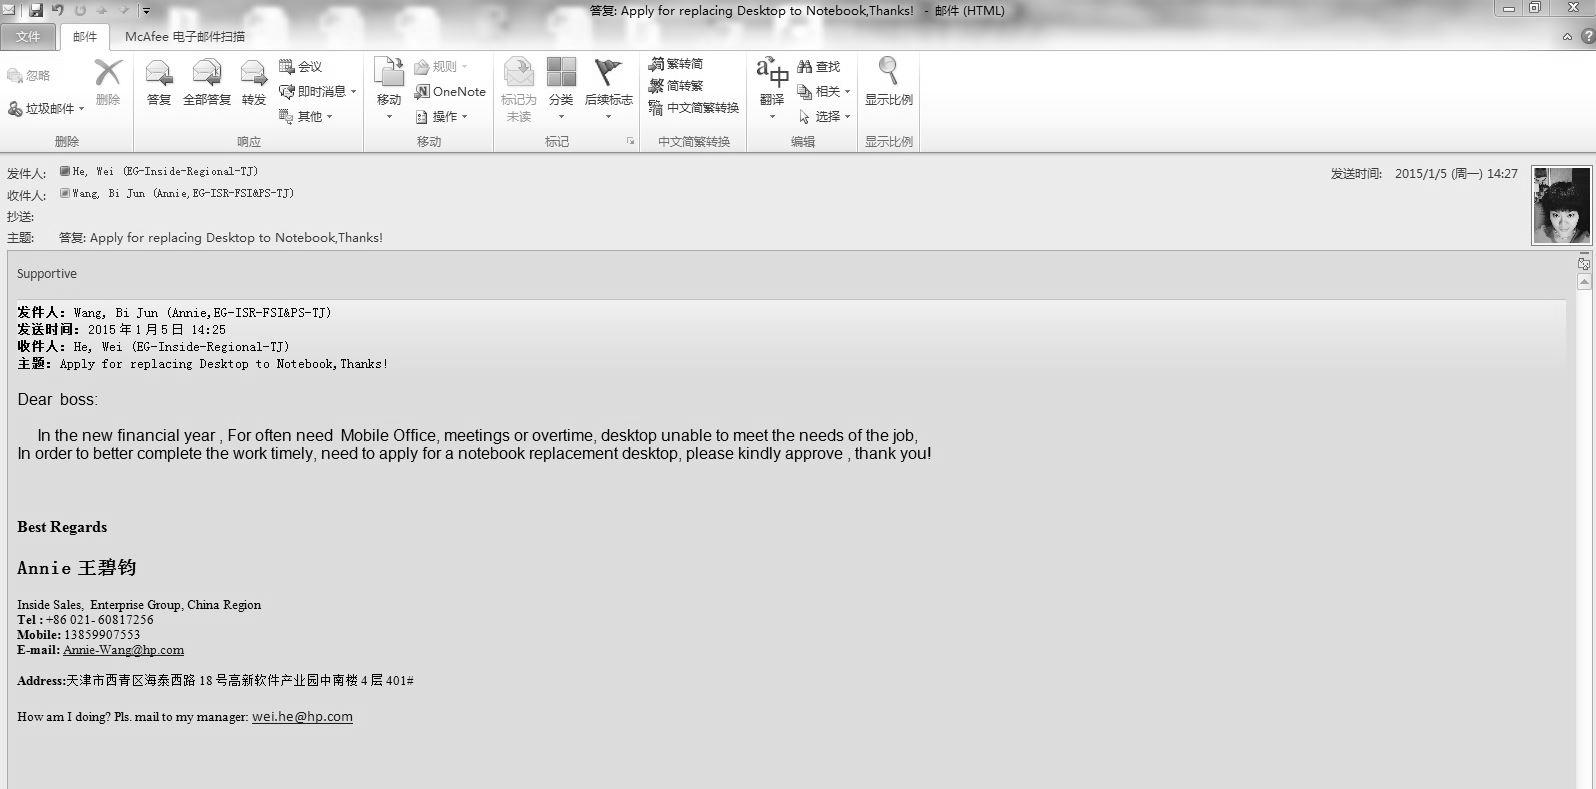 答复: Apply for replacing Desktop to Notebook,Thanks! - 邮件 (HTML)
文件 邮件 McAfee 电子邮件扫描
忽略
垃圾邮件
删除
删除
答复 全部答复 转发
会议
即时消息
其他
响应
移动
规则
OneNote
操作
移动
标记为
未读
分类
后续标志
标记
繁转简
简转繁
中文简繁转换
中文简繁转换
翻译
查找
相关
选择
编辑
显示比例
显示比例
发件人: He, Wei (EG-Inside-Regional-TJ) 发送时间: 2015/1/5 (周一) 14:27
收件人: Wang, Bi Jun (Annie,EG-ISR-FSI&PS-TJ)
抄送:
主题: 答复: Apply for replacing Desktop to Notebook,Thanks!
Supportive
发件人: Wang, Bi Jun (Annie,EG-ISR-FSI&PS-TJ)
发送时间: 2015年1月5日 14:25
收件人: He, Wei (EG-Inside-Regional-TJ)
主题: Apply for replacing Desktop to Notebook,Thanks!
Dear boss:
In the new financial year , For often need Mobile Office, meetings or overtime, desktop unable to meet the needs of the job,
In order to better complete the work timely, need to apply for a notebook replacement desktop, please kindly approve , thank you!
Best Regards
Annie 王碧钧
Inside Sales, Enterprise Group, China Region
Tel : +86 021- 60817256
Mobile: 13859907553
E-mail: Annie-Wang@hp.com
Address:天津市西青区海泰西路 18 号高新软件产业园中南楼 4 层 401#
How am I doing? Pls. mail to my manager: wei.he@hp.com